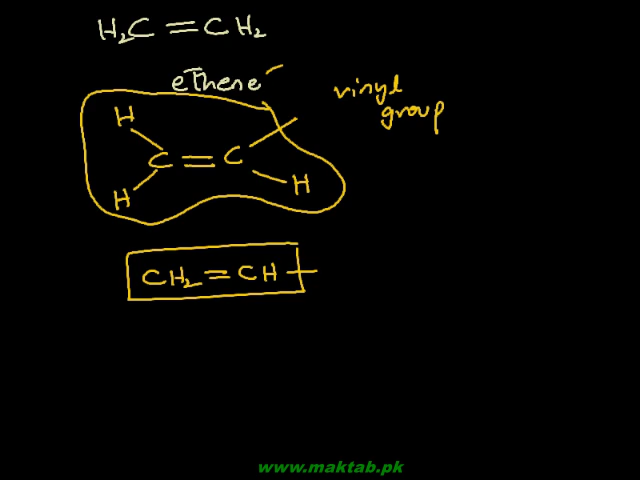 H₂C=CH₂
ethene
vinyl
group
H
C=C
H
H
CH₂=CH—
www.maktab.pk